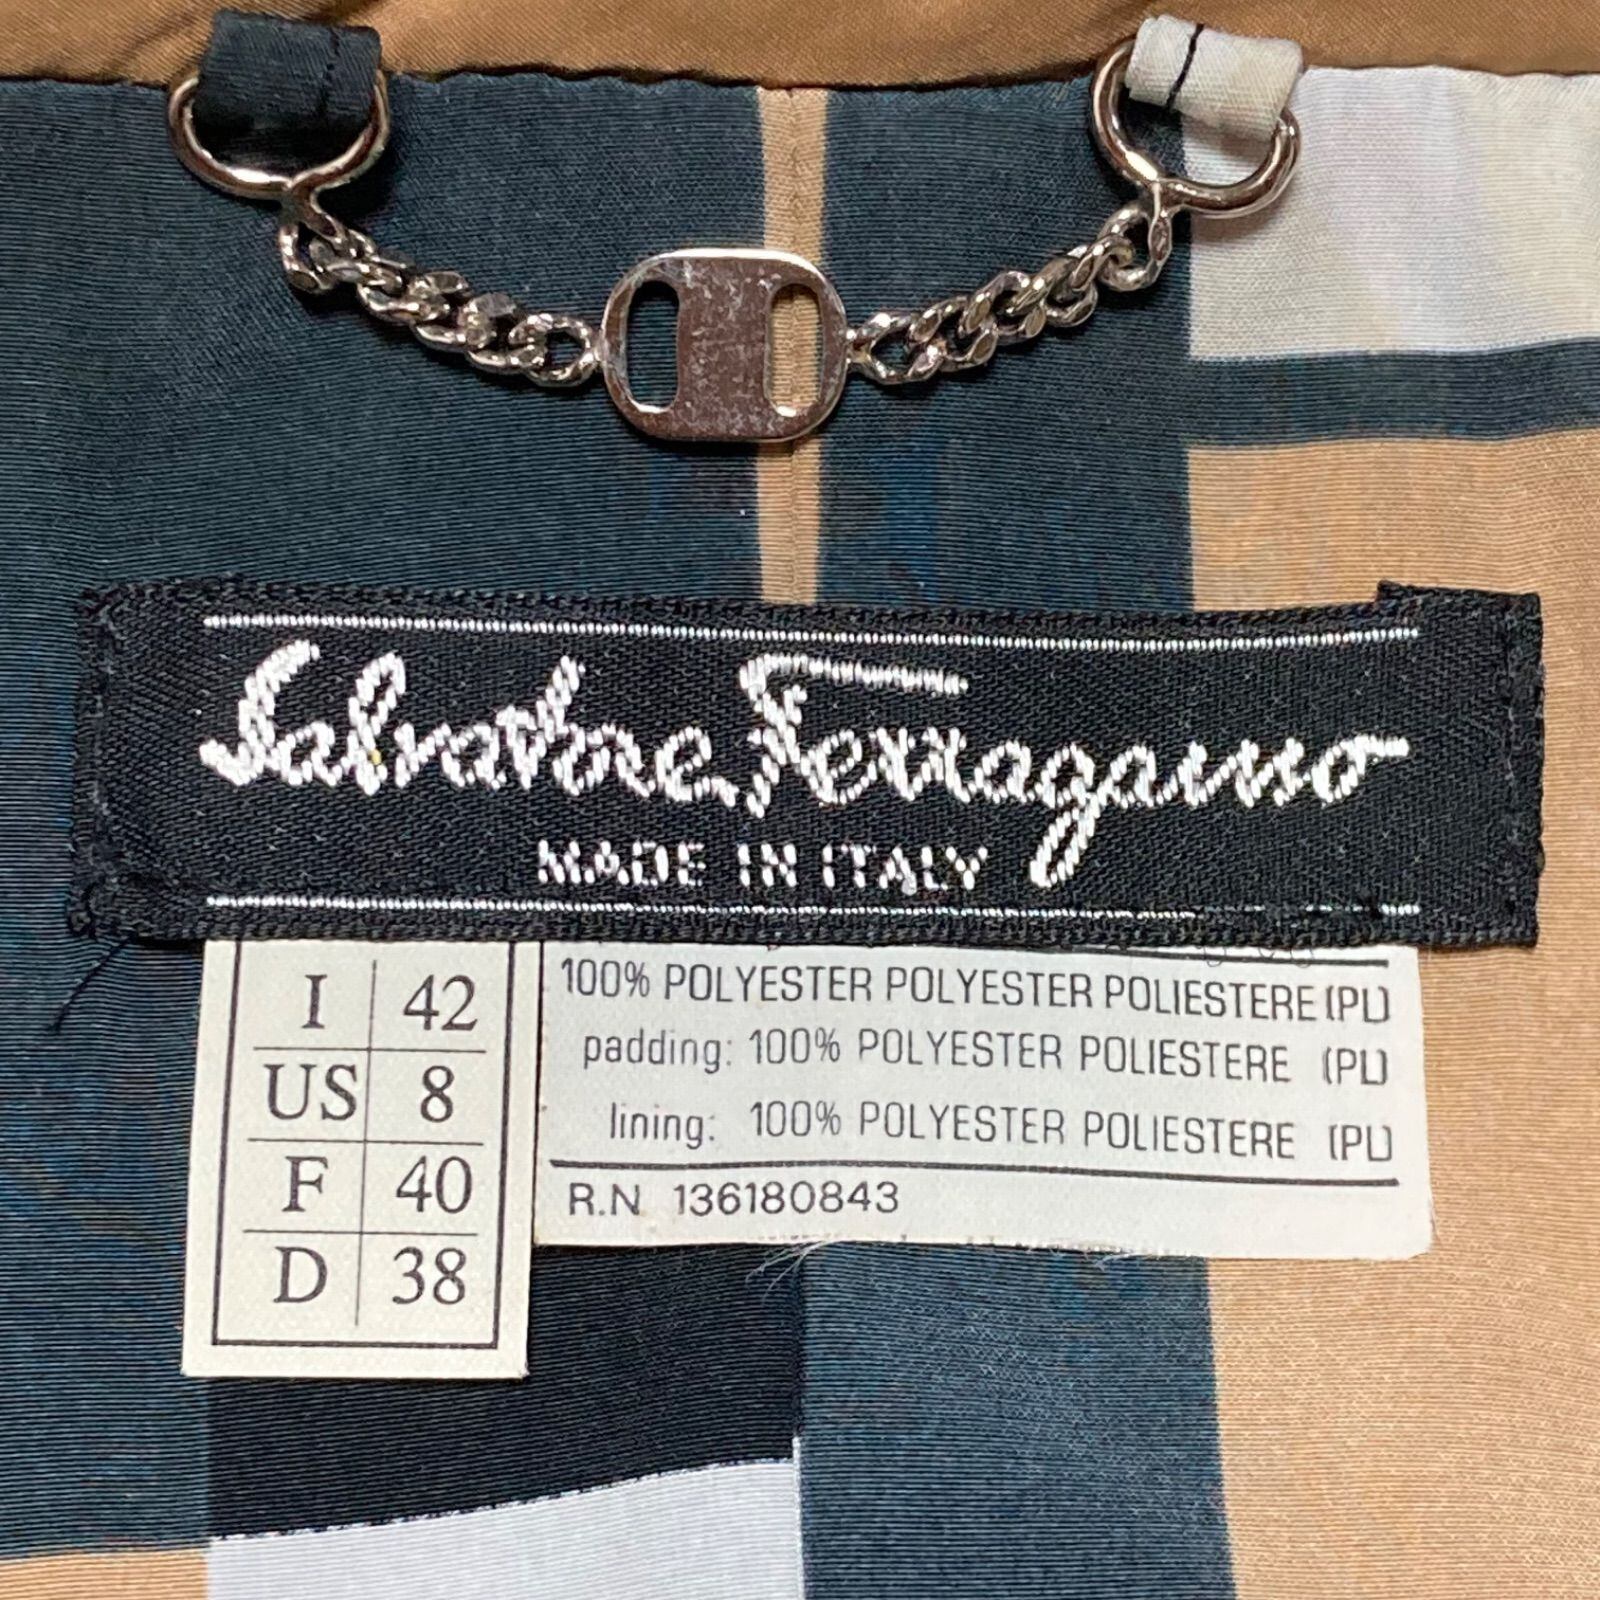 Salvatore Ferragamo
MADE IN ITALY
I 42
US 8
F 40
D 38
100% POLYESTER POLYESTER POLIESTERE (PL)
padding: 100% POLYESTER POLIESTERE (PL)
lining: 100% POLYESTER POLIESTERE (PL)
R.N 136180843